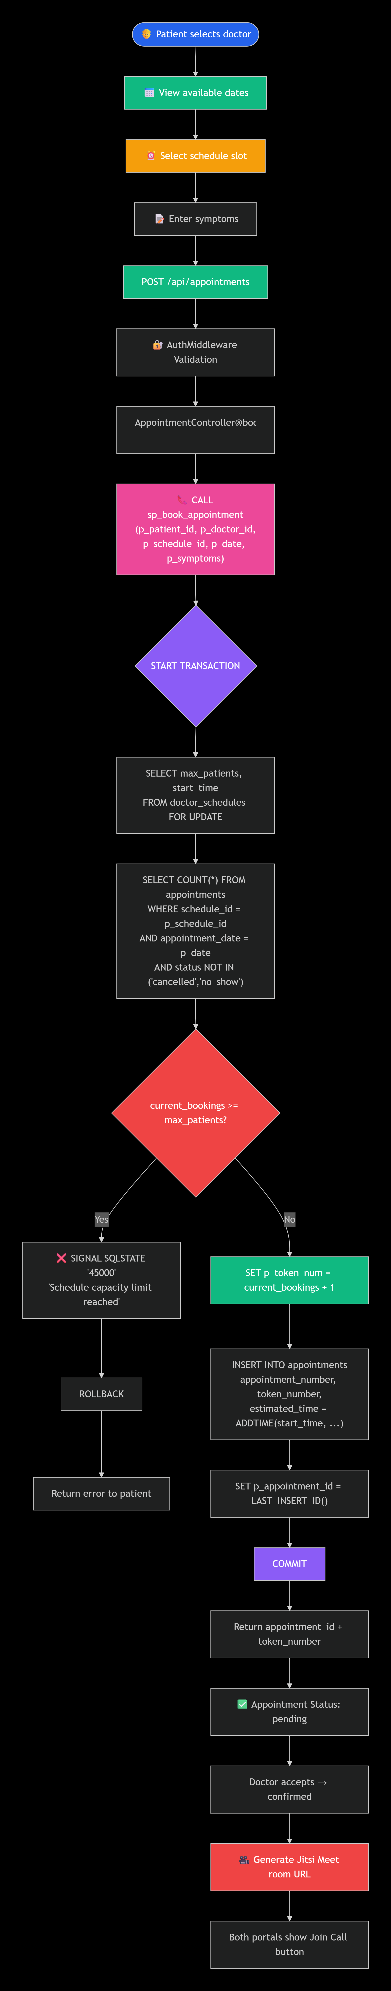 Patient selects doctor
View available dates
Select schedule slot
Enter symptoms
POST /api/appointments
AuthMiddleware
Validation
AppointmentController@boo
CALL
sp_book_appointment
(p_patient_id, p_doctor_id,
p_schedule_id, p_date,
p_symptoms)
START TRANSACTION
SELECT max_patients,
start_time
FROM doctor_schedules
FOR UPDATE
SELECT COUNT(*) FROM
appointments
WHERE schedule_id =
p_schedule_id
AND appointment_date =
p_date
AND status NOT IN
('cancelled','no_show')
current_bookings >=
max_patients?
Yes
No
SIGNAL SQLSTATE
'45000'
'Schedule capacity limit
reached'
ROLLBACK
Return error to patient
SET p_token_num =
current_bookings + 1
INSERT INTO appointments
appointment_number,
token_number,
estimated_time =
ADDTIME(start_time, ...)
SET p_appointment_id =
LAST_INSERT_ID()
COMMIT
Return appointment_id +
token_number
Appointment Status:
pending
Doctor accepts →
confirmed
Generate Jitsi Meet
room URL
Both portals show Join Call
button